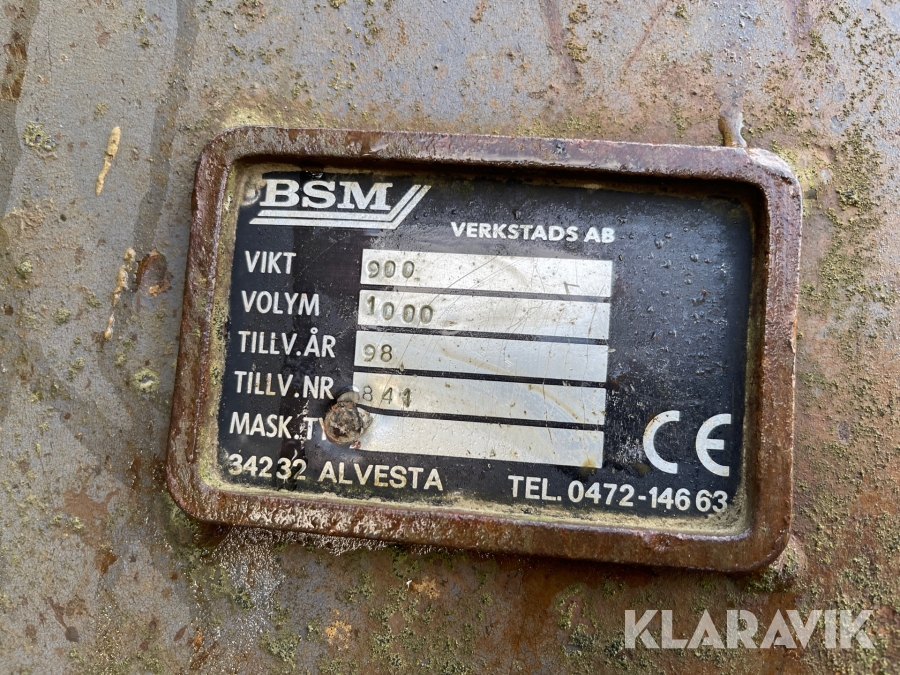 BSM
VERKSTADS AB
VIKT 900
VOLYM 1000
TILLV.ÅR 98
TILLV.NR 841
MASK.
34232 ALVESTA TEL. 0472-146 63
CE
KLARAVIK